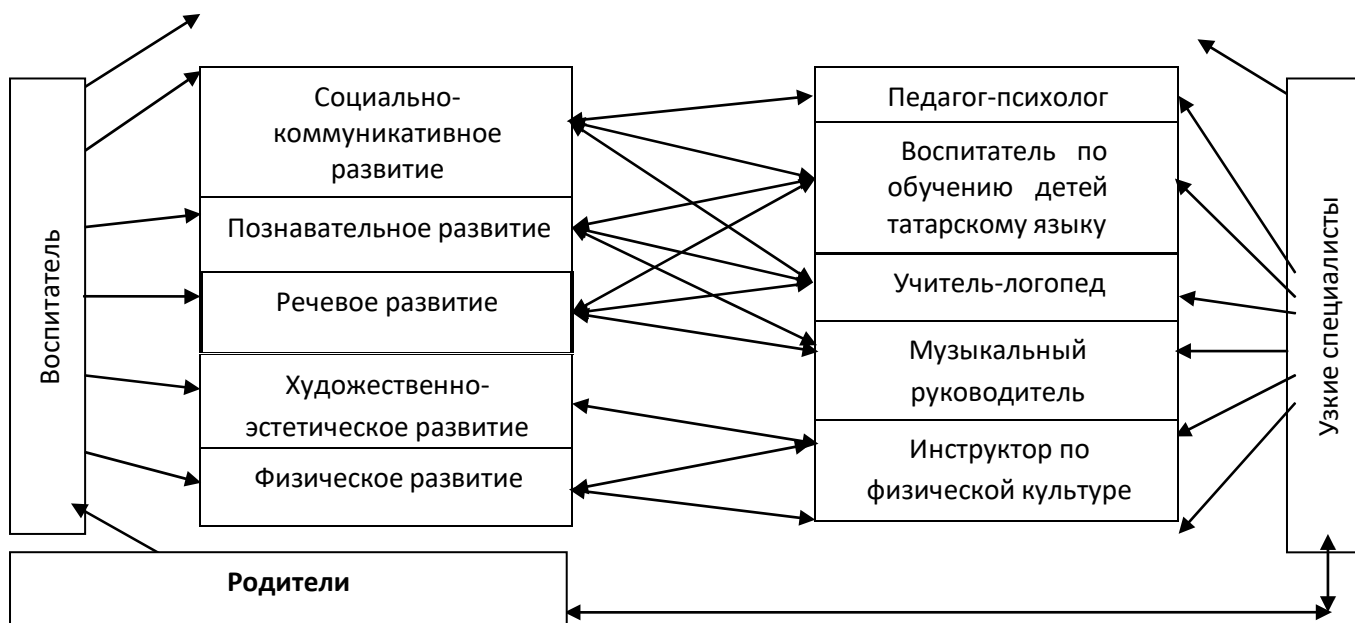 Воспитатель
Социально-
коммуникативное
развитие
Познавательное развитие
Речевое развитие
Художественно-
эстетическое развитие
Физическое развитие
Педагог-психолог
Воспитатель по
обучению детей
татарскому языку
Учитель-логопед
Музыкальный
руководитель
Инструктор по
физической культуре
Узкие специалисты
Родители